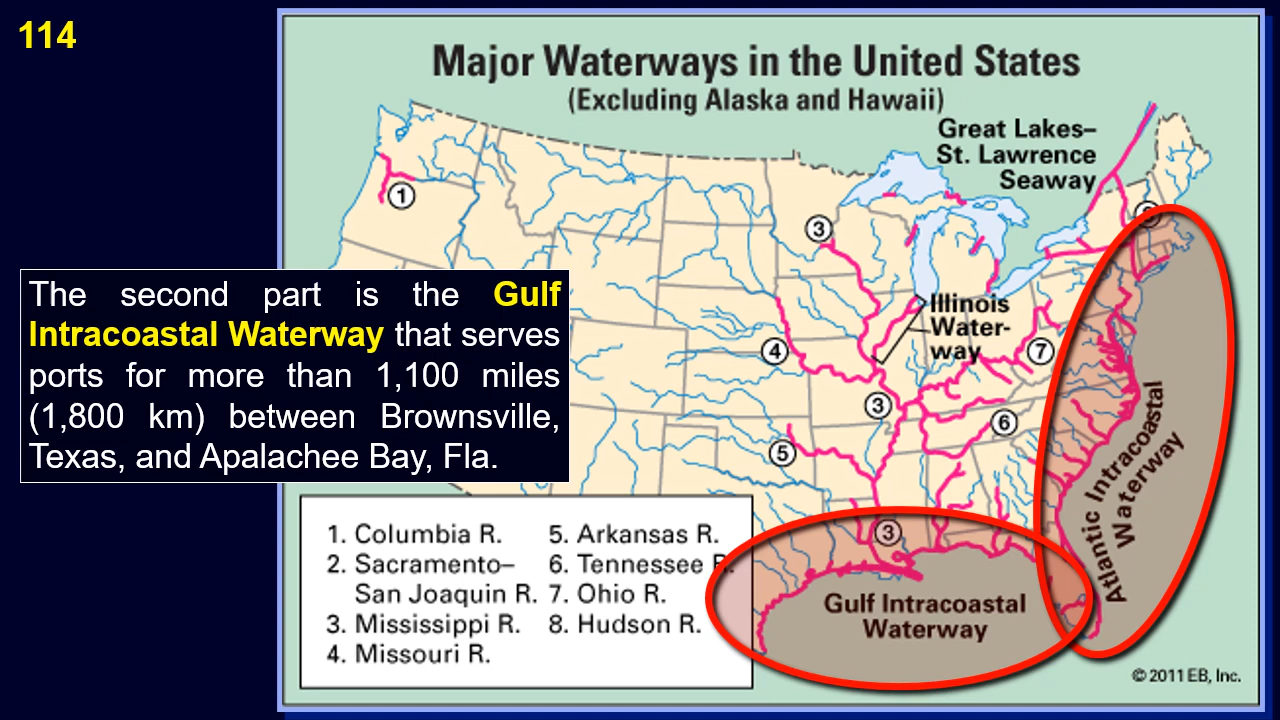 114
Major Waterways in the United States
(Excluding Alaska and Hawaii)
Great Lakes–
St. Lawrence
Seaway
1
3
The second part is the Gulf
Intracoastal Waterway that serves
ports for more than 1,100 miles
(1,800 km) between Brownsville,
Texas, and Apalachee Bay, Fla.
Illinois
Water-
way
4
7
3
6
5
3
Atlantic Intracoastal
Waterway
Gulf Intracoastal
Waterway
1. Columbia R.
2. Sacramento–
San Joaquin R.
3. Mississippi R.
4. Missouri R.
5. Arkansas R.
6. Tennessee R.
7. Ohio R.
8. Hudson R.
© 2011 EB, Inc.